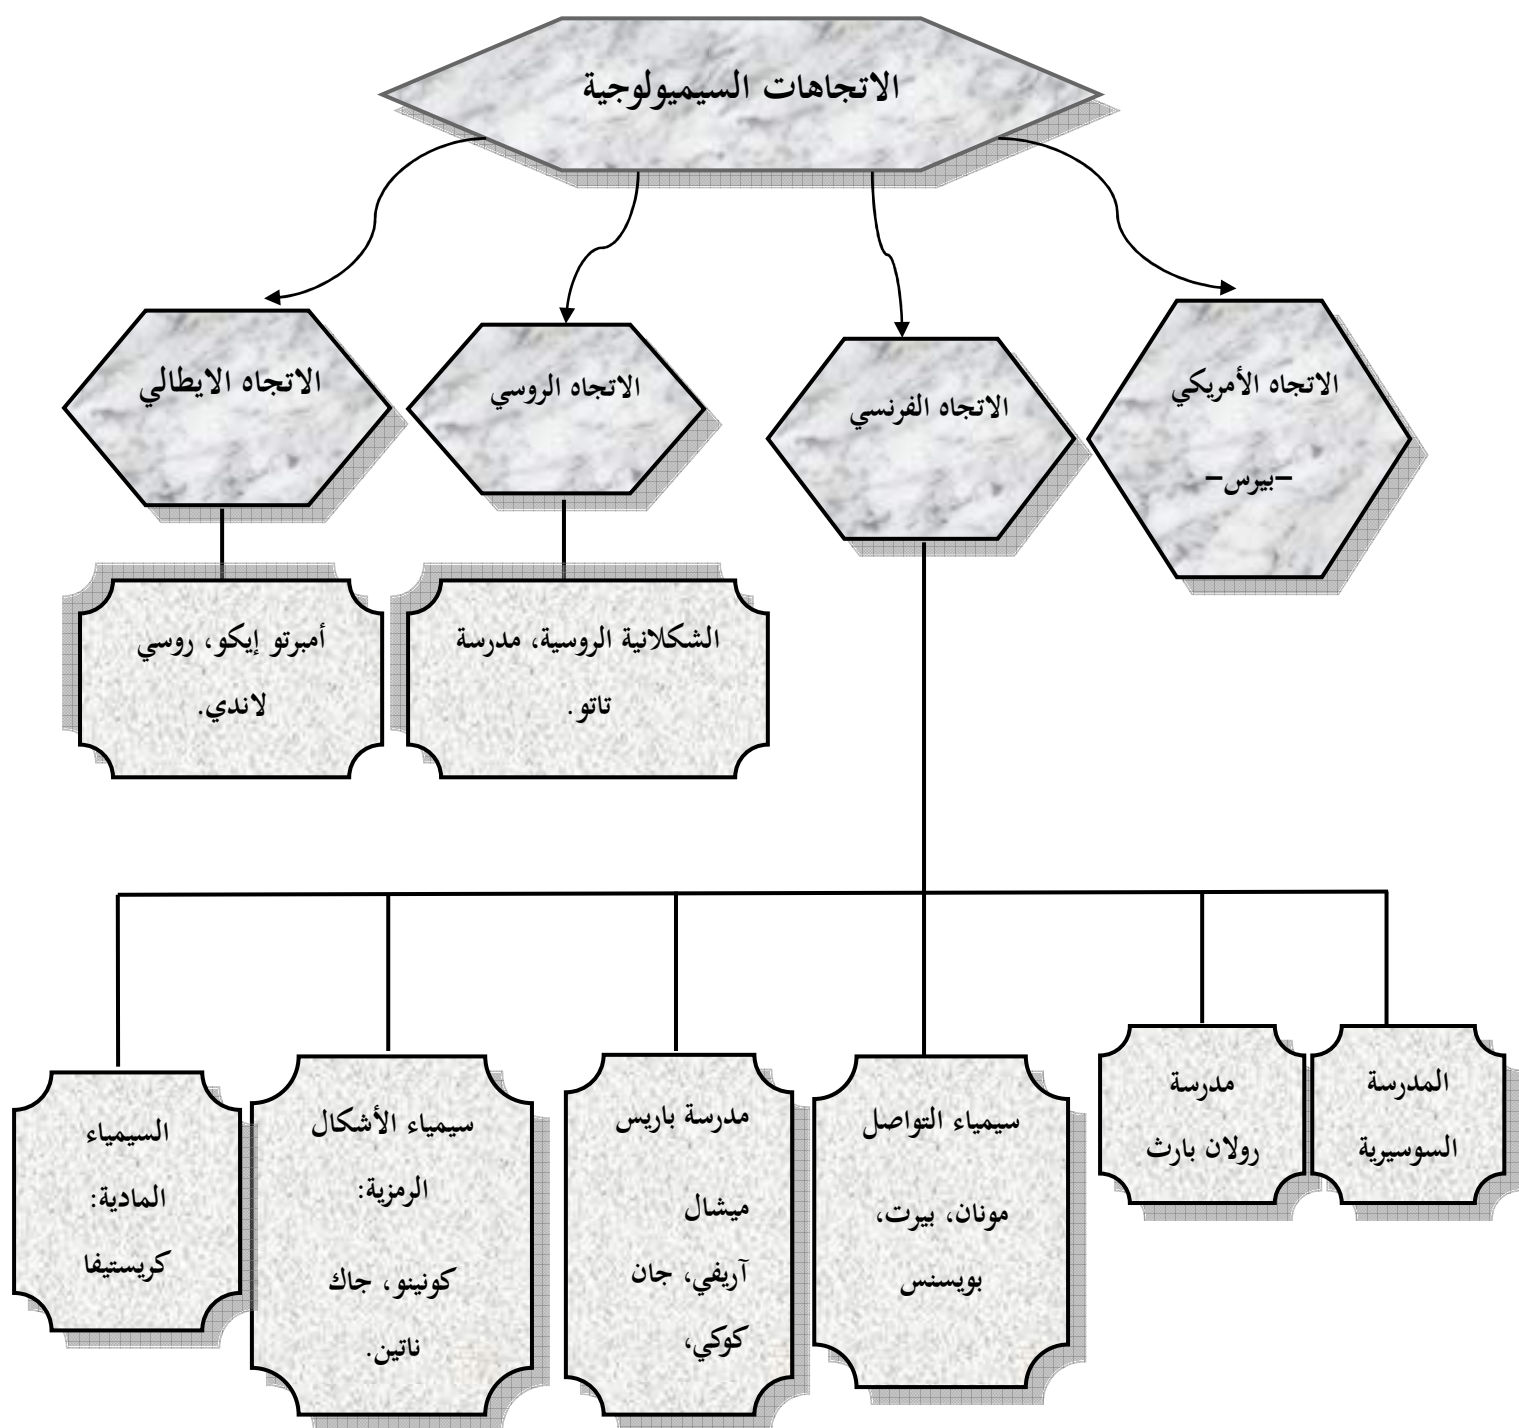 الاتجاهات السيميولوجية
الاتجاه الأمريكي
–بيرس–
الاتجاه الفرنسي
الاتجاه الروسي
الاتجاه الايطالي
الشكلانية الروسية، مدرسة
تاتو.
أمبرتو إيكو، روسي
لاندي.
المدرسة
السوسيرية
مدرسة
رولان بارث
سيمياء التواصل
مونان، بيرت،
بويسنس
مدرسة باريس
ميشال
آريفي، جان
كوكي،
سيمياء الأشكال
الرمزية:
كونينو، جاك
ناتين.
السيمياء
المادية:
كريستيفا